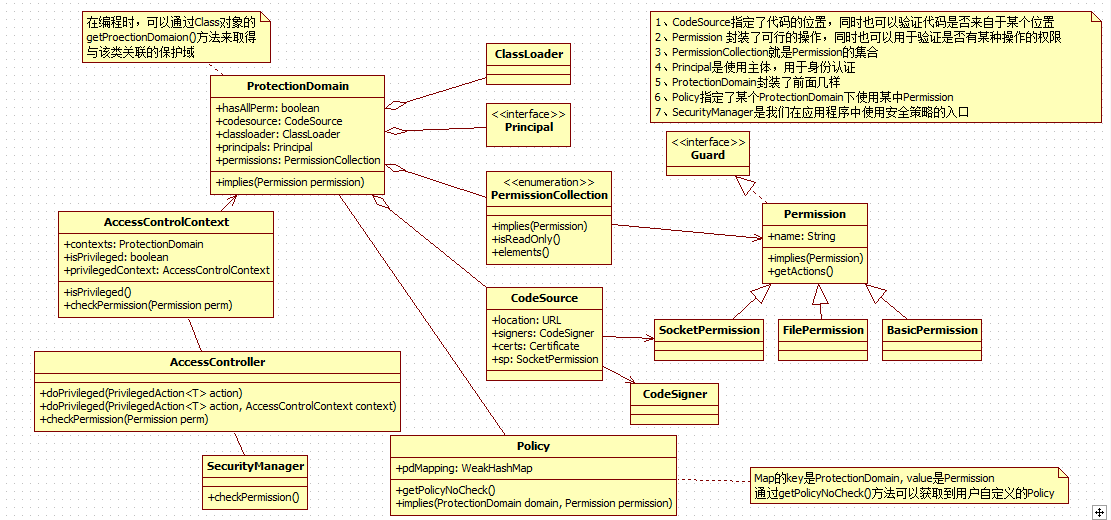 在编程时，可以通过Class对象的
getProectionDomaion()方法来取得
与该类关联的保护域
1、CodeSource指定了代码的位置，同时也可以验证代码是否来自于某个位置
2、Permission 封装了可行的操作，同时也可以用于验证是否有某种操作的权限
3、PermissionCollection就是Permission的集合
4、Principal是使用主体，用于身份认证
5、ProtectionDomain封装了前面几样
6、Policy指定了某个ProtectionDomain下使用某中Permission
7、SecurityManager是我们在应用程序中使用安全策略的入口
ClassLoader
ProtectionDomain
+hasAllPerm: boolean
+codesource: CodeSource
+classloader: ClassLoader
+principals: Principal
+permissions: PermissionCollection
+implies(Permission permission)
<<interface>>
Principal
<<interface>>
Guard
<<enumeration>>
PermissionCollection
+implies(Permission)
+isReadOnly()
+elements()
Permission
+name: String
+implies(Permission)
+getActions()
AccessControlContext
+contexts: ProtectionDomain
+isPrivileged: boolean
+privilegedContext: AccessControlContext
+isPrivileged()
+checkPermission(Permission perm)
CodeSource
+location: URL
+signers: CodeSigner
+certs: Certificate
+sp: SocketPermission
SocketPermission
FilePermission
BasicPermission
AccessController
+doPrivileged(PrivilegedAction<T> action)
+doPrivileged(PrivilegedAction<T> action, AccessControlContext context)
+checkPermission(Permission perm)
CodeSigner
SecurityManager
+checkPermission()
Policy
+pdMapping: WeakHashMap
+getPolicyNoCheck()
+implies(ProtectionDomain domain, Permission permission)
Map的key是ProtectionDomain, value是Permission
通过getPolicyNoCheck()方法可以获取到用户自定义的Policy